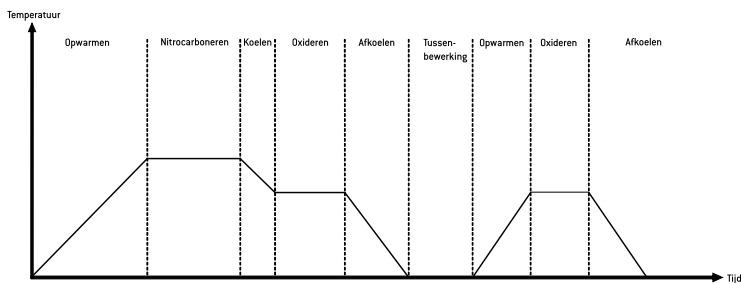 Temperatuur
Opwarmen
Nitrocarboneren
Koelen
Oxideren
Afkoelen
Tussen-
bewerking
Opwarmen
Oxideren
Afkoelen
Tijd